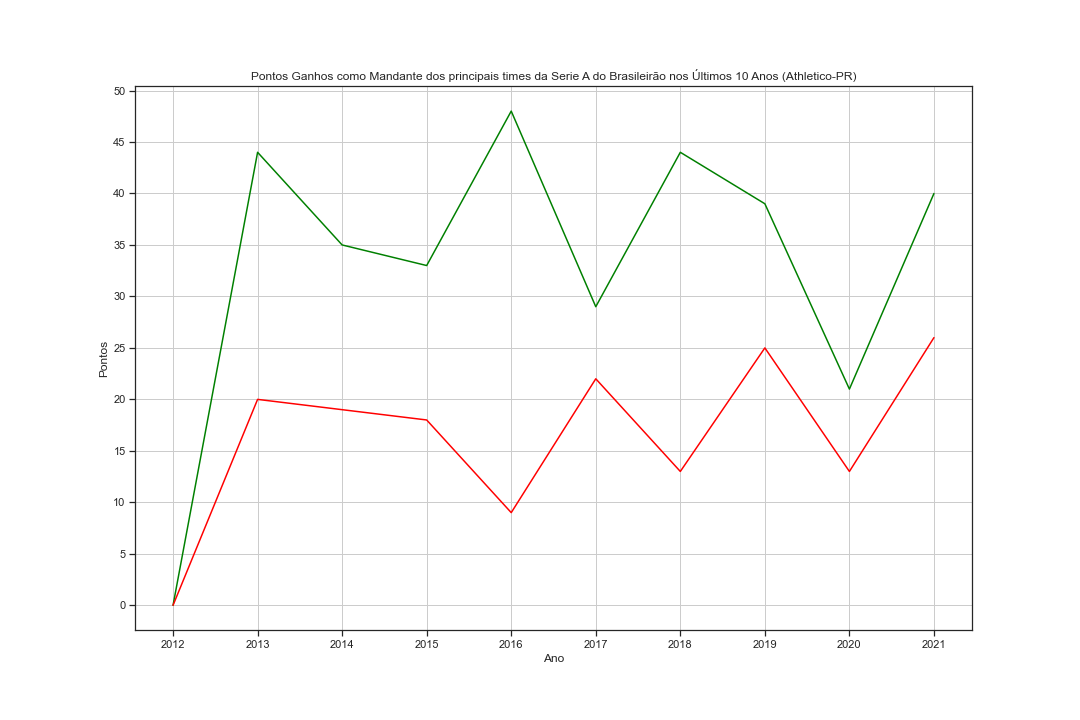 Pontos Ganhos como Mandante dos principais times da Serie A do Brasileirão nos Últimos 10 Anos (Athletico-PR)
50
45
40
35
30
25
20
15
10
5
0
Pontos
2012 2013 2014 2015 2016 2017 2018 2019 2020 2021
Ano